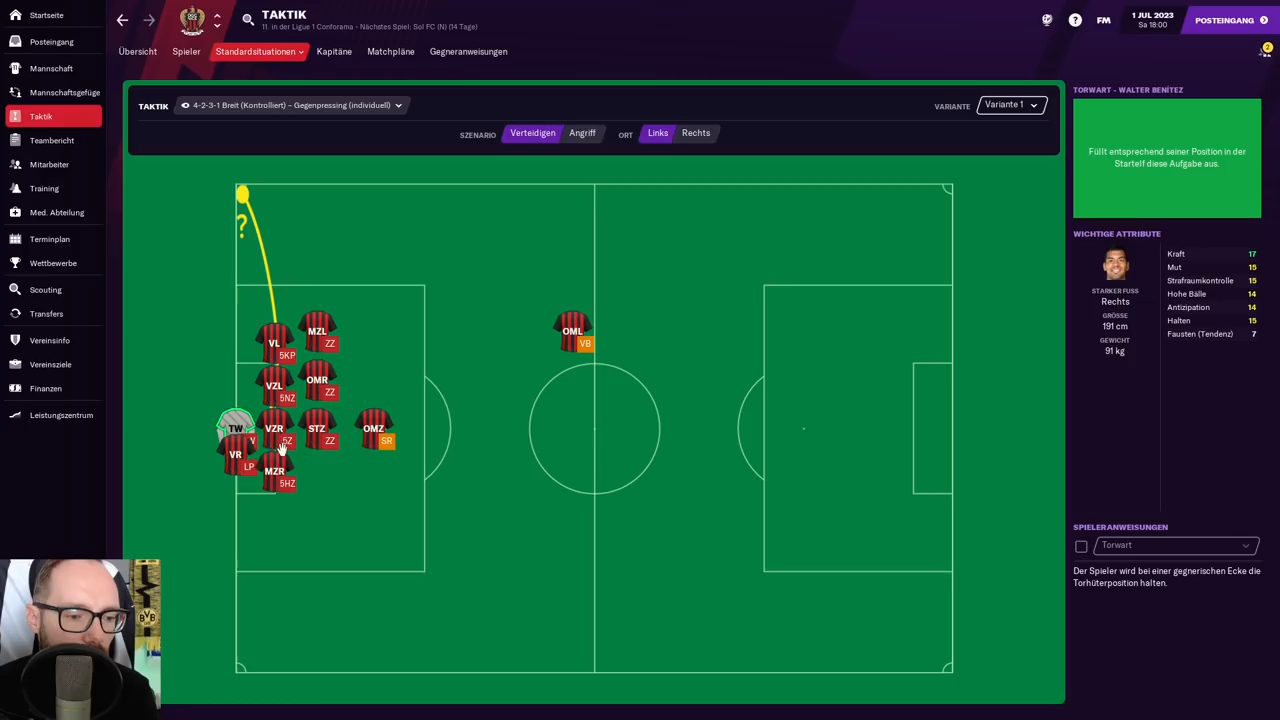 Startseite
Posteingang
Mannschaft
Mannschaftsgefüge
Taktik
Teambericht
Mitarbeiter
Training
Med. Abteilung
Terminplan
Wettbewerbe
Scouting
Transfers
Vereinsinfo
Vereinsziele
Finanzen
Leistungszentrum
TAKTIK
11. in der Ligue 1 Conforama - Nächstes Spiel: Sol FC (N) (14 Tage)
?
FM
1 JUL 2023
Sa 18:00
POSTEINGANG
2
Übersicht
Spieler
Standardsituationen
Kapitäne
Matchpläne
Gegneranweisungen
TAKTIK
4-2-3-1 Breit (Kontrolliert) – Gegenpressing (individuell)
VARIANTE
Variante 1
SZENARIO
Verteidigen
Angriff
ORT
Links
Rechts
?
MZL
ZZ
VL
5KP
OML
VB
VZL
5NZ
OMR
ZZ
TW
VZR
5Z
STZ
ZZ
OMZ
SR
VR
LP
MZR
5HZ
BVB
09
TORWART - WALTER BENÍTEZ
Füllt entsprechend seiner Position in der
Startelf diese Aufgabe aus.
WICHTIGE ATTRIBUTE
STARKER FUSS
Rechts
GRÖSSE
191 cm
GEWICHT
91 kg
Kraft 17
Mut 15
Strafraumkontrolle 15
Hohe Bälle 14
Antizipation 14
Halten 15
Fausten (Tendenz) 7
SPIELERANWEISUNGEN
Torwart
Der Spieler wird bei einer gegnerischen Ecke die
Torhüterposition halten.